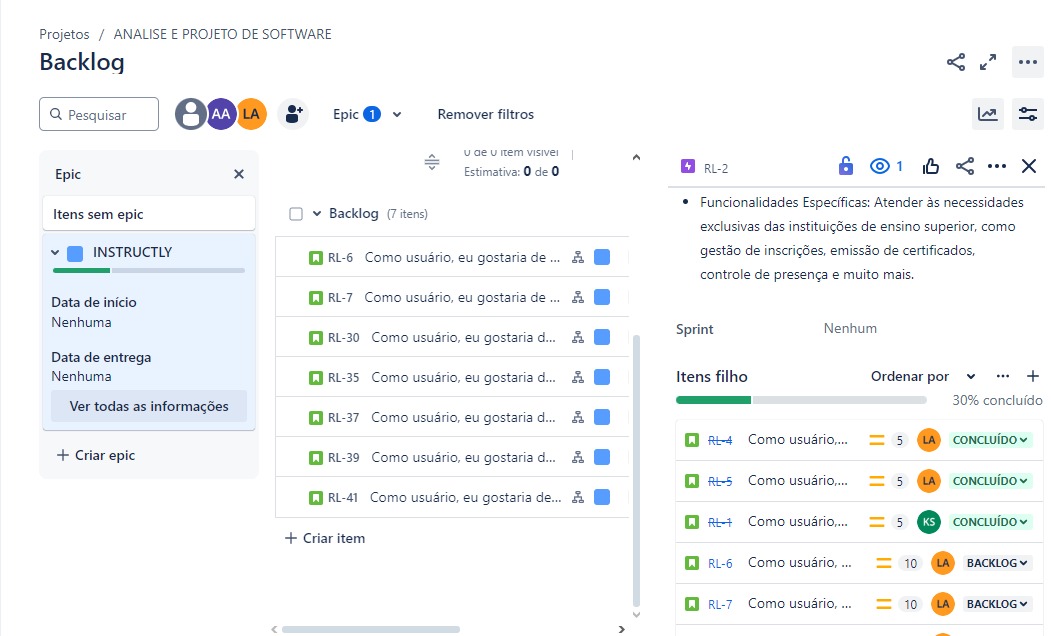 Projetos / ANALISE E PROJETO DE SOFTWARE
Backlog
Pesquisar
AA
LA
Epic 1
Remover filtros
Epic
Itens sem epic
INSTRUCTLY
Data de início
Nenhuma
Data de entrega
Nenhuma
Ver todas as informações
+ Criar epic
0 de 0 item visível
Estimativa: 0 de 0
Backlog (7 itens)
RL-6 Como usuário, eu gostaria de ...
RL-7 Como usuário, eu gostaria de ...
RL-30 Como usuário, eu gostaria d...
RL-35 Como usuário, eu gostaria d...
RL-37 Como usuário, eu gostaria d...
RL-39 Como usuário, eu gostaria d...
RL-41 Como usuário, eu gostaria de...
+ Criar item
RL-2
1
• Funcionalidades Específicas: Atender às necessidades
exclusivas das instituições de ensino superior, como
gestão de inscrições, emissão de certificados,
controle de presença e muito mais.
Sprint Nenhum
Itens filho Ordenar por ... +
30% concluído
RL-4 Como usuário,... 5 LA CONCLUÍDO
RL-5 Como usuário,... 5 LA CONCLUÍDO
RL-1 Como usuário,... 5 KS CONCLUÍDO
RL-6 Como usuário, ... 10 LA BACKLOG
RL-7 Como usuário, ... 10 LA BACKLOG